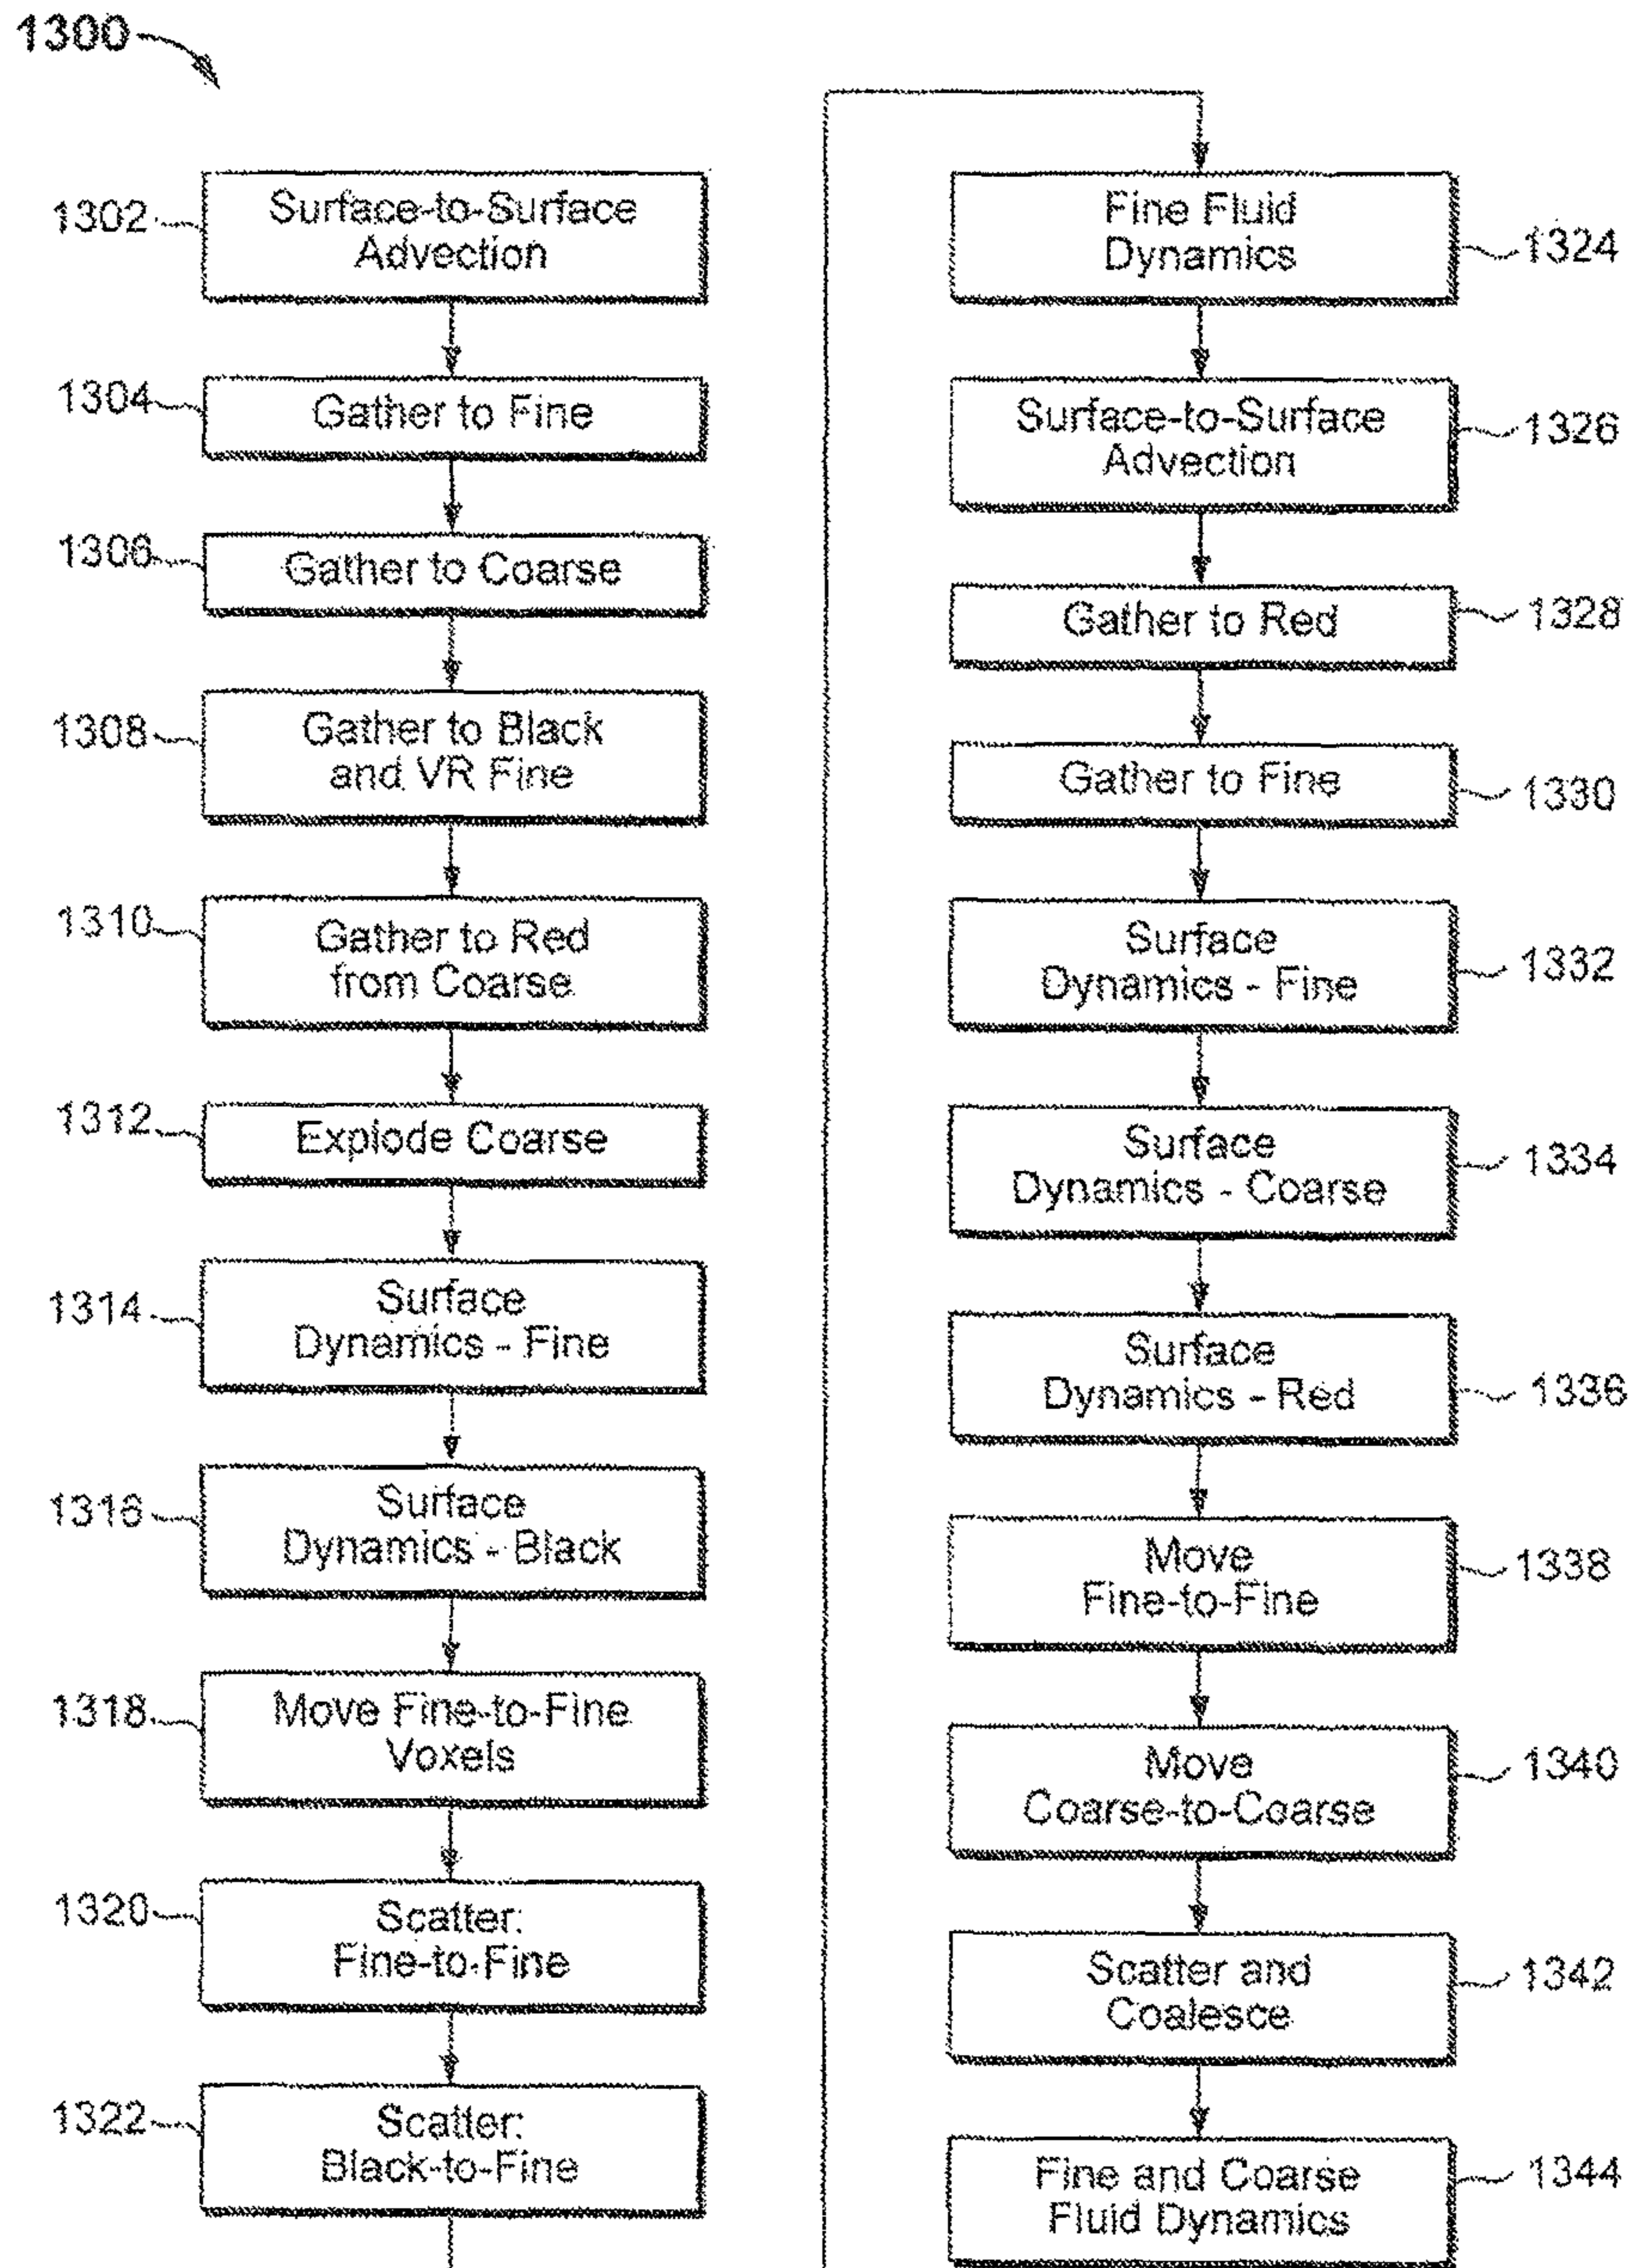 1300
1302
Surface-to-Surface
Advection
1304
Gather to Fine
1306
Gather to Coarse
1308
Gather to Black
and VR Fine
1310
Gather to Red
from Coarse
1312
Explode Coarse
1314
Surface
Dynamics - Fine
1316
Surface
Dynamics - Black
1318
Move Fine-to-Fine
Voxels
1320
Scatter:
Fine-to-Fine
1322
Scatter:
Black-to-Fine
Fine Fluid
Dynamics
1324
Surface-to-Surface
Advection
1326
Gather to Red
1328
Gather to Fine
1330
Surface
Dynamics - Fine
1332
Surface
Dynamics - Coarse
1334
Surface
Dynamics - Red
1336
Move
Fine-to-Fine
1338
Move
Coarse-to-Coarse
1340
Scatter and
Coalesce
1342
Fine and Coarse
Fluid Dynamics
1344